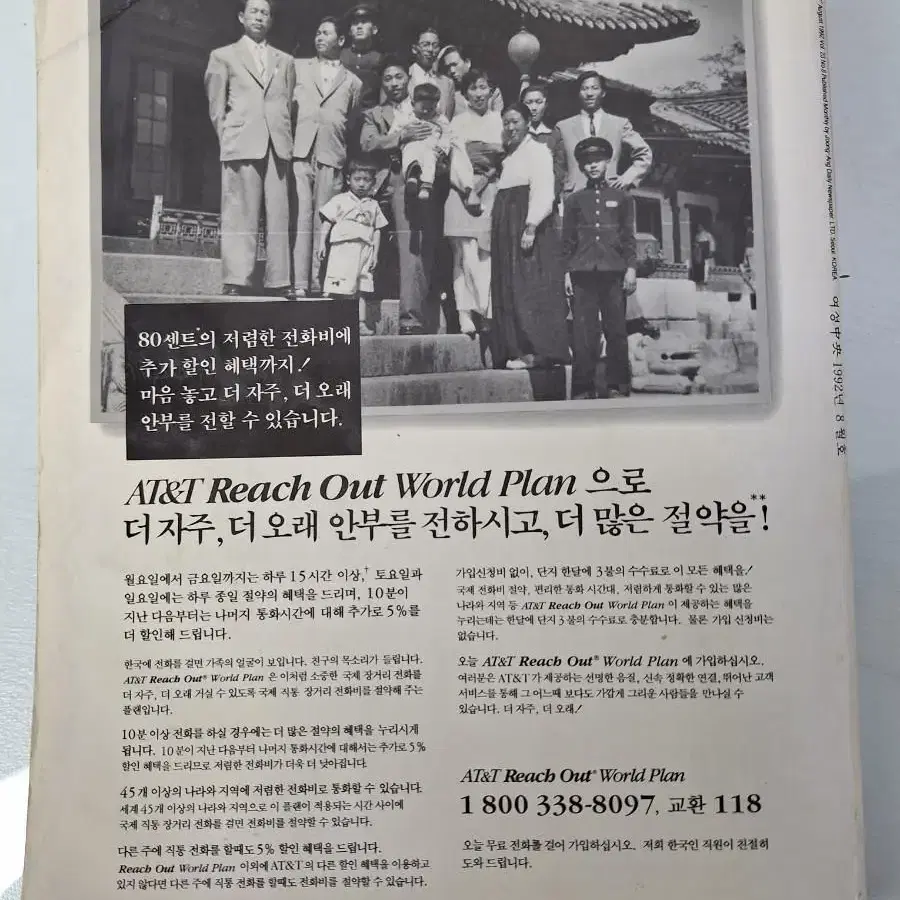 August 1992 Vol. 23 No.8 Published Monthly by Joong-Ang Daily Newspaper, LTD. Seoul, KOREA
여성中央 1992년 8월호
80센트*의 저렴한 전화비에
추가 할인 혜택까지!
마음 놓고 더 자주, 더 오래
안부를 전할 수 있습니다.
AT&T Reach Out World Plan 으로
더 자주, 더 오래 안부를 전하시고, 더 많은 절약을**!
월요일에서 금요일까지는 하루 15시간 이상,† 토요일과
일요일에는 하루 종일 절약의 혜택을 드리며, 10분이
지난 다음부터는 나머지 통화시간에 대해 추가로 5%를
더 할인해 드립니다.
한국에 전화를 걸면 가족의 얼굴이 보입니다. 친구의 목소리가 들립니다.
AT&T Reach Out® World Plan 은 이처럼 소중한 국제 장거리 전화를
더 자주, 더 오래 거실 수 있도록 국제 직통 장거리 전화비를 절약해 주는
플랜입니다.
10분 이상 전화를 하실 경우에는 더 많은 절약의 혜택을 누리시게
됩니다. 10분이 지난 다음부터 나머지 통화시간에 대해서는 추가로 5%
할인 혜택을 드리므로 저렴한 전화비가 더욱 더 낮아집니다.
45개 이상의 나라와 지역에 저렴한 전화비로 통화할 수 있습니다.
세계 45개 이상의 나라와 지역으로 이 플랜이 적용되는 시간 사이에
국제 직통 장거리 전화를 걸면 전화비를 절약할 수 있습니다.
다른 주에 직통 전화를 할때도 5% 할인 혜택을 드립니다.
Reach Out World Plan 이외에 AT&T의 다른 할인 혜택을 이용하고
있지 않다면 다른 주에 직통 전화를 할때도 전화비를 절약할 수 있습니다.
가입신청비 없이, 단지 한달에 3불의 수수료로 이 모든 혜택을!
국제 전화비 절약, 편리한 통화 시간대, 저렴하게 통화할 수 있는 많은
나라와 지역 등 AT&T Reach Out World Plan 이 제공하는 혜택을
누리는데는 한달에 단지 3불의 수수료로 충분합니다. 물론 가입 신청비는
없습니다.
오늘 AT&T Reach Out® World Plan 에 가입하십시오.
여러분은 AT&T가 제공하는 선명한 음질, 신속 정확한 연결, 뛰어난 고객
서비스를 통해 그 어느때 보다도 가깝게 그리운 사람들을 만나실 수
있습니다. 더 자주, 더 오래!
AT&T Reach Out® World Plan
1 800 338-8097, 교환 118
오늘 무료 전화를 걸어 가입하십시오. 저희 한국인 직원이 친절히
도와 드립니다.